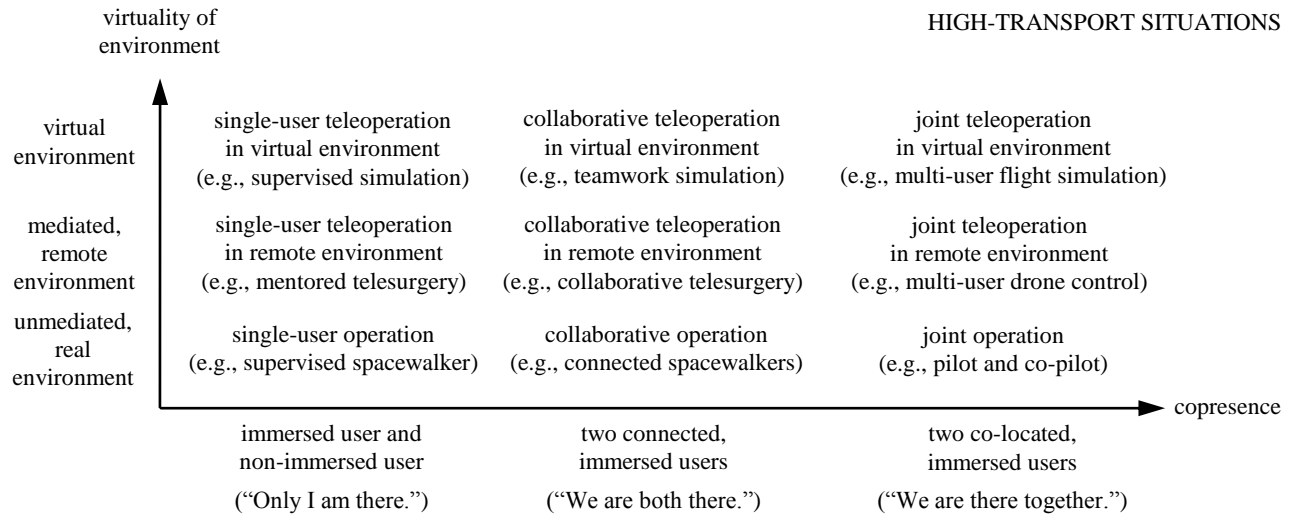 virtuality of
environment
HIGH-TRANSPORT SITUATIONS
virtual
environment
single-user teleoperation
in virtual environment
(e.g., supervised simulation)
collaborative teleoperation
in virtual environment
(e.g., teamwork simulation)
joint teleoperation
in virtual environment
(e.g., multi-user flight simulation)
mediated,
remote
environment
single-user teleoperation
in remote environment
(e.g., mentored telesurgery)
collaborative teleoperation
in remote environment
(e.g., collaborative telesurgery)
joint teleoperation
in remote environment
(e.g., multi-user drone control)
unmediated,
real
environment
single-user operation
(e.g., supervised spacewalker)
collaborative operation
(e.g., connected spacewalkers)
joint operation
(e.g., pilot and co-pilot)
copresence
immersed user and
non-immersed user
(“Only I am there.”)
two connected,
immersed users
(“We are both there.”)
two co-located,
immersed users
(“We are there together.”)